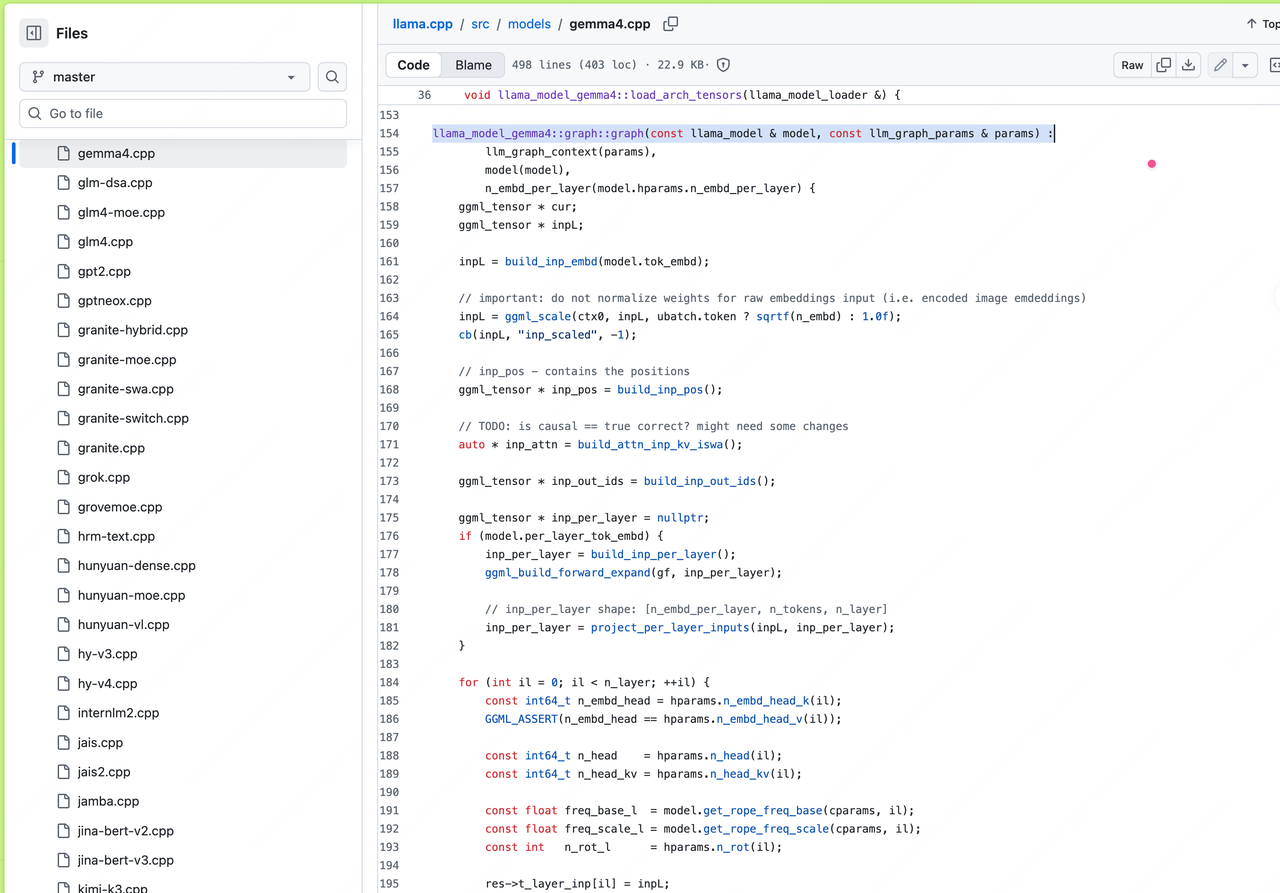 Files
master
Go to file
gemma4.cpp
glm-dsa.cpp
glm4-moe.cpp
glm4.cpp
gpt2.cpp
gptneox.cpp
granite-hybrid.cpp
granite-moe.cpp
granite-swa.cpp
granite-switch.cpp
granite.cpp
grok.cpp
grovemoe.cpp
hrm-text.cpp
hunyuan-dense.cpp
hunyuan-moe.cpp
hunyuan-vl.cpp
hy-v3.cpp
hy-v4.cpp
internlm2.cpp
jais.cpp
jais2.cpp
jamba.cpp
jina-bert-v2.cpp
jina-bert-v3.cpp
kimi-k3.cpp
llama.cpp / src / models / gemma4.cpp
Top
Code Blame 498 lines (403 loc) · 22.9 KB ·
Raw
36 void llama_model_gemma4::load_arch_tensors(llama_model_loader &) {
153
154 llama_model_gemma4::graph::graph(const llama_model & model, const llm_graph_params & params) :
155         llm_graph_context(params),
156         model(model),
157         n_embd_per_layer(model.hparams.n_embd_per_layer) {
158     ggml_tensor * cur;
159     ggml_tensor * inpL;
160
161     inpL = build_inp_embd(model.tok_embd);
162
163     // important: do not normalize weights for raw embeddings input (i.e. encoded image emdeddings)
164     inpL = ggml_scale(ctx0, inpL, ubatch.token ? sqrtf(n_embd) : 1.0f);
165     cb(inpL, "inp_scaled", -1);
166
167     // inp_pos - contains the positions
168     ggml_tensor * inp_pos = build_inp_pos();
169
170     // TODO: is causal == true correct? might need some changes
171     auto * inp_attn = build_attn_inp_kv_iswa();
172
173     ggml_tensor * inp_out_ids = build_inp_out_ids();
174
175     ggml_tensor * inp_per_layer = nullptr;
176     if (model.per_layer_tok_embd) {
177         inp_per_layer = build_inp_per_layer();
178         ggml_build_forward_expand(gf, inp_per_layer);
179
180         // inp_per_layer shape: [n_embd_per_layer, n_tokens, n_layer]
181         inp_per_layer = project_per_layer_inputs(inpL, inp_per_layer);
182     }
183
184     for (int il = 0; il < n_layer; ++il) {
185         const int64_t n_embd_head = hparams.n_embd_head_k(il);
186         GGML_ASSERT(n_embd_head == hparams.n_embd_head_v(il));
187
188         const int64_t n_head    = hparams.n_head(il);
189         const int64_t n_head_kv = hparams.n_head_kv(il);
190
191         const float freq_base_l  = model.get_rope_freq_base(cparams, il);
192         const float freq_scale_l = model.get_rope_freq_scale(cparams, il);
193         const int   n_rot_l      = hparams.n_rot(il);
194
195         res->t_layer_inp[il] = inpL;